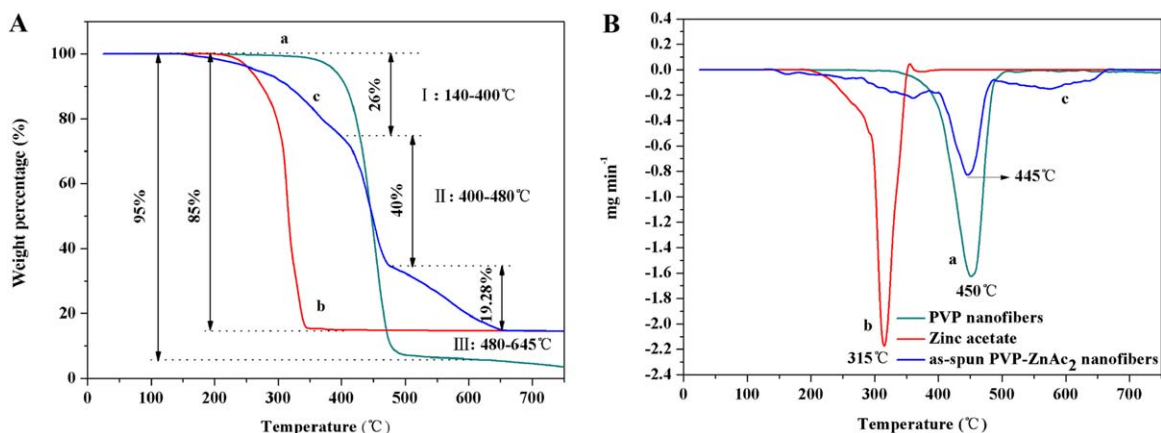 A
a
100
80
60
40
20
0
Weight percentage (%)
0 100 200 300 400 500 600 700
Temperature (℃)
95%
85%
26%
40%
19.28%
c
b
Ⅰ: 140-400℃
Ⅱ: 400-480℃
Ⅲ: 480-645℃
B
0.4
0.2
0.0
-0.2
-0.4
-0.6
-0.8
-1.0
-1.2
-1.4
-1.6
-1.8
-2.0
-2.2
-2.4
mg min-1
0 100 200 300 400 500 600 700
Temperature (℃)
c
445℃
a
450℃
b
315℃
PVP nanofibers
Zinc acetate
as-spun PVP-ZnAc2 nanofibers